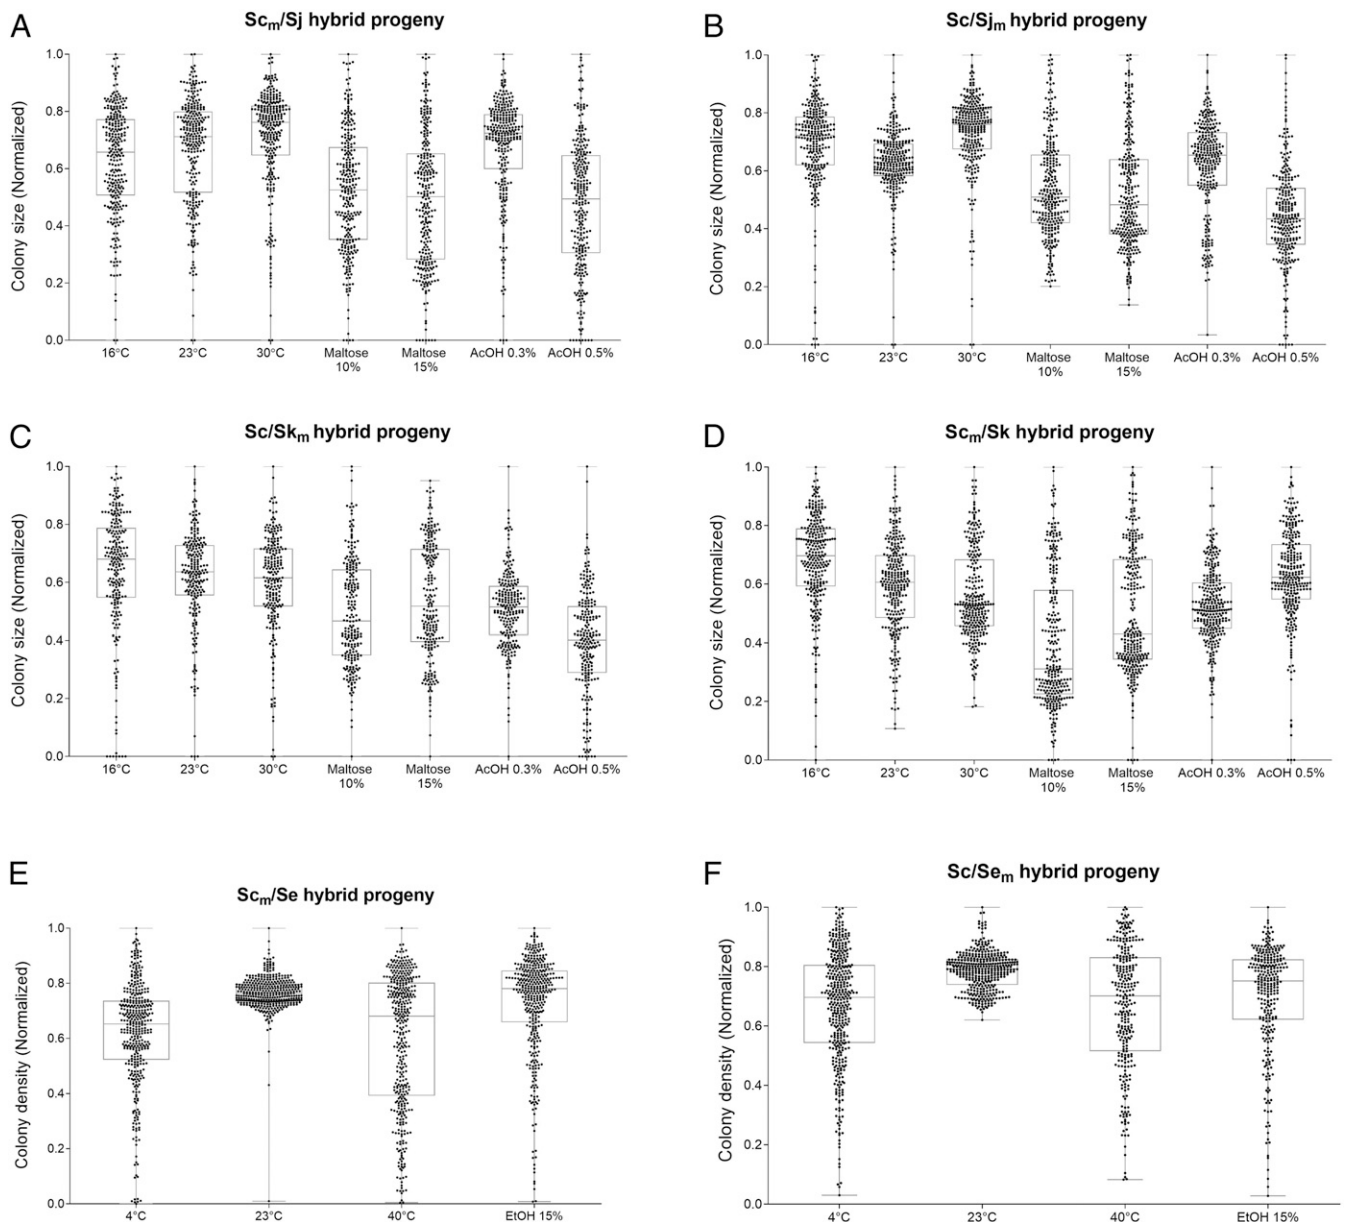 A
Scm/Sj hybrid progeny
Colony size (Normalized)
1.0
0.8
0.6
0.4
0.2
0.0
16°C 23°C 30°C Maltose 10% Maltose 15% AcOH 0.3% AcOH 0.5%
B
Sc/Sjm hybrid progeny
Colony size (Normalized)
1.0
0.8
0.6
0.4
0.2
0.0
16°C 23°C 30°C Maltose 10% Maltose 15% AcOH 0.3% AcOH 0.5%
C
Sc/Skm hybrid progeny
Colony size (Normalized)
1.0
0.8
0.6
0.4
0.2
0.0
16°C 23°C 30°C Maltose 10% Maltose 15% AcOH 0.3% AcOH 0.5%
D
Scm/Sk hybrid progeny
Colony size (Normalized)
1.0
0.8
0.6
0.4
0.2
0.0
16°C 23°C 30°C Maltose 10% Maltose 15% AcOH 0.3% AcOH 0.5%
E
Scm/Se hybrid progeny
Colony density (Normalized)
1.0
0.8
0.6
0.4
0.2
0.0
4°C 23°C 40°C EtOH 15%
F
Sc/Sem hybrid progeny
Colony density (Normalized)
1.0
0.8
0.6
0.4
0.2
0.0
4°C 23°C 40°C EtOH 15%